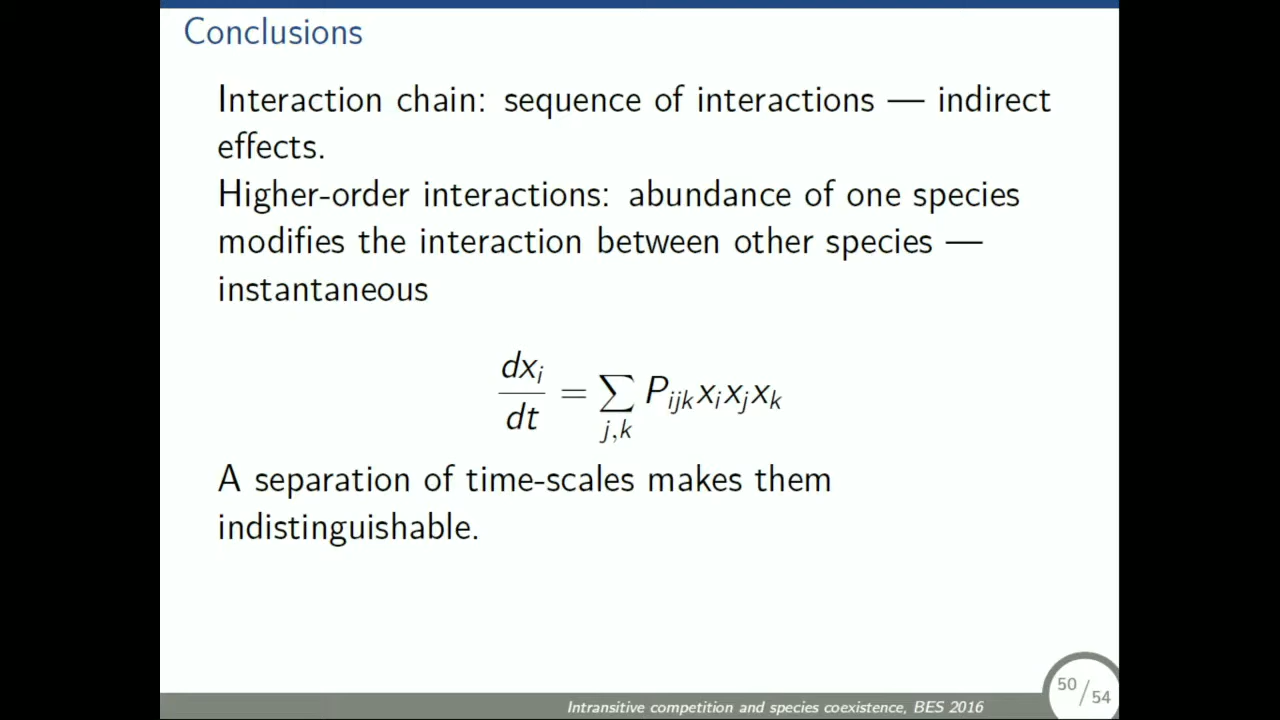 Conclusions
Interaction chain: sequence of interactions — indirect
effects.
Higher-order interactions: abundance of one species
modifies the interaction between other species —
instantaneous
dx_i/dt = ∑_{j,k} P_{ijk} x_i x_j x_k
A separation of time-scales makes them
indistinguishable.
Intransitive competition and species coexistence, BES 2016
50/54